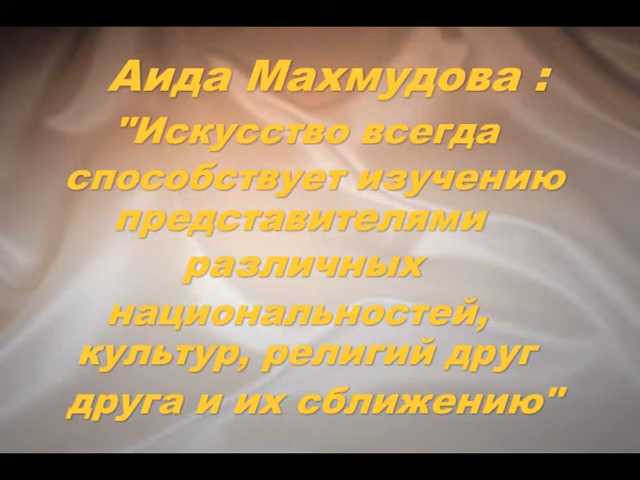 Аида Махмудова :
"Искусство всегда
способствует изучению
представителями
различных
национальностей,
культур, религий друг
друга и их сближению"